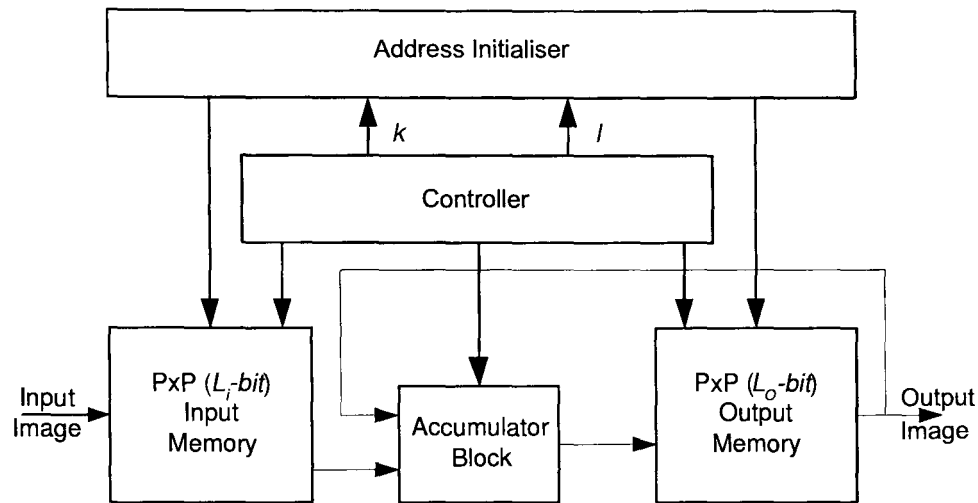 Address Initialiser
k
l
Controller
PxP (Li-bit)
Input
Memory
Input
Image
Accumulator
Block
PxP (Lo-bit)
Output
Memory
Output
Image